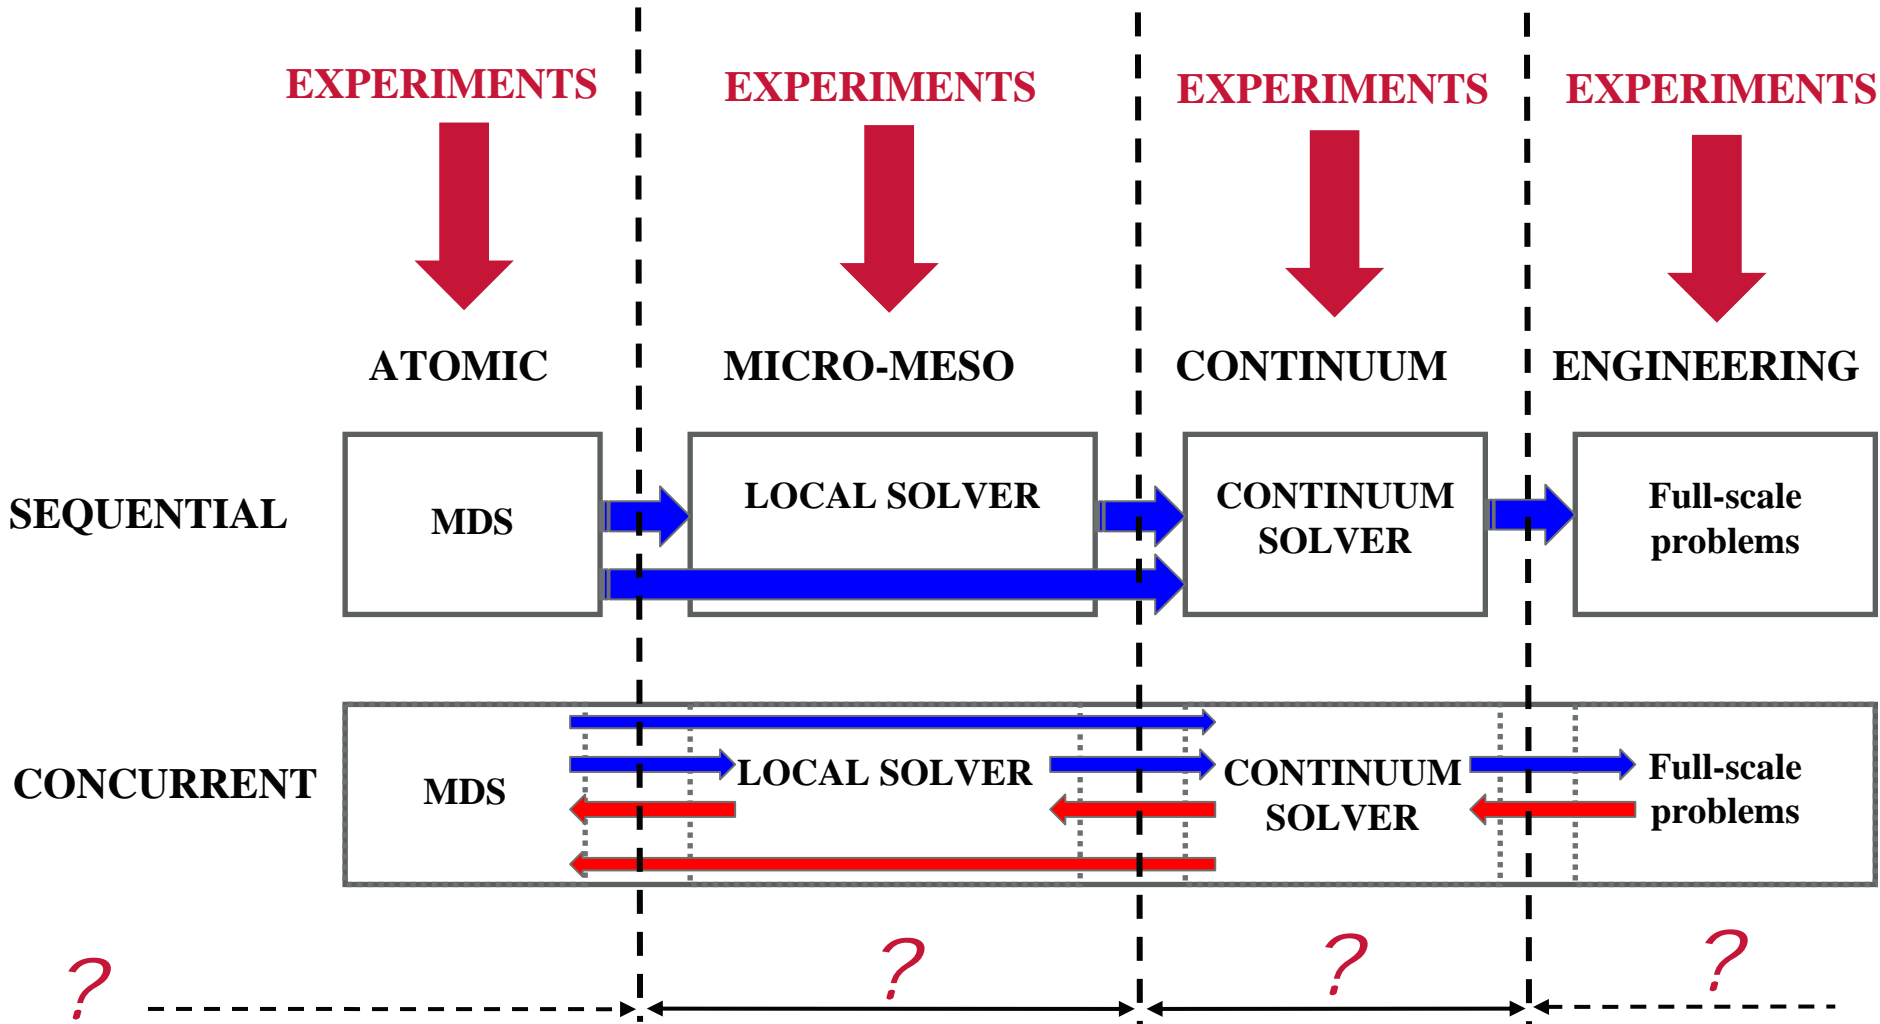 EXPERIMENTS EXPERIMENTS EXPERIMENTS EXPERIMENTS
ATOMIC MICRO-MESO CONTINUUM ENGINEERING
SEQUENTIAL
MDS
LOCAL SOLVER
CONTINUUM
SOLVER
Full-scale
problems
CONCURRENT
MDS
LOCAL SOLVER
CONTINUUM
SOLVER
Full-scale
problems
? ? ? ?